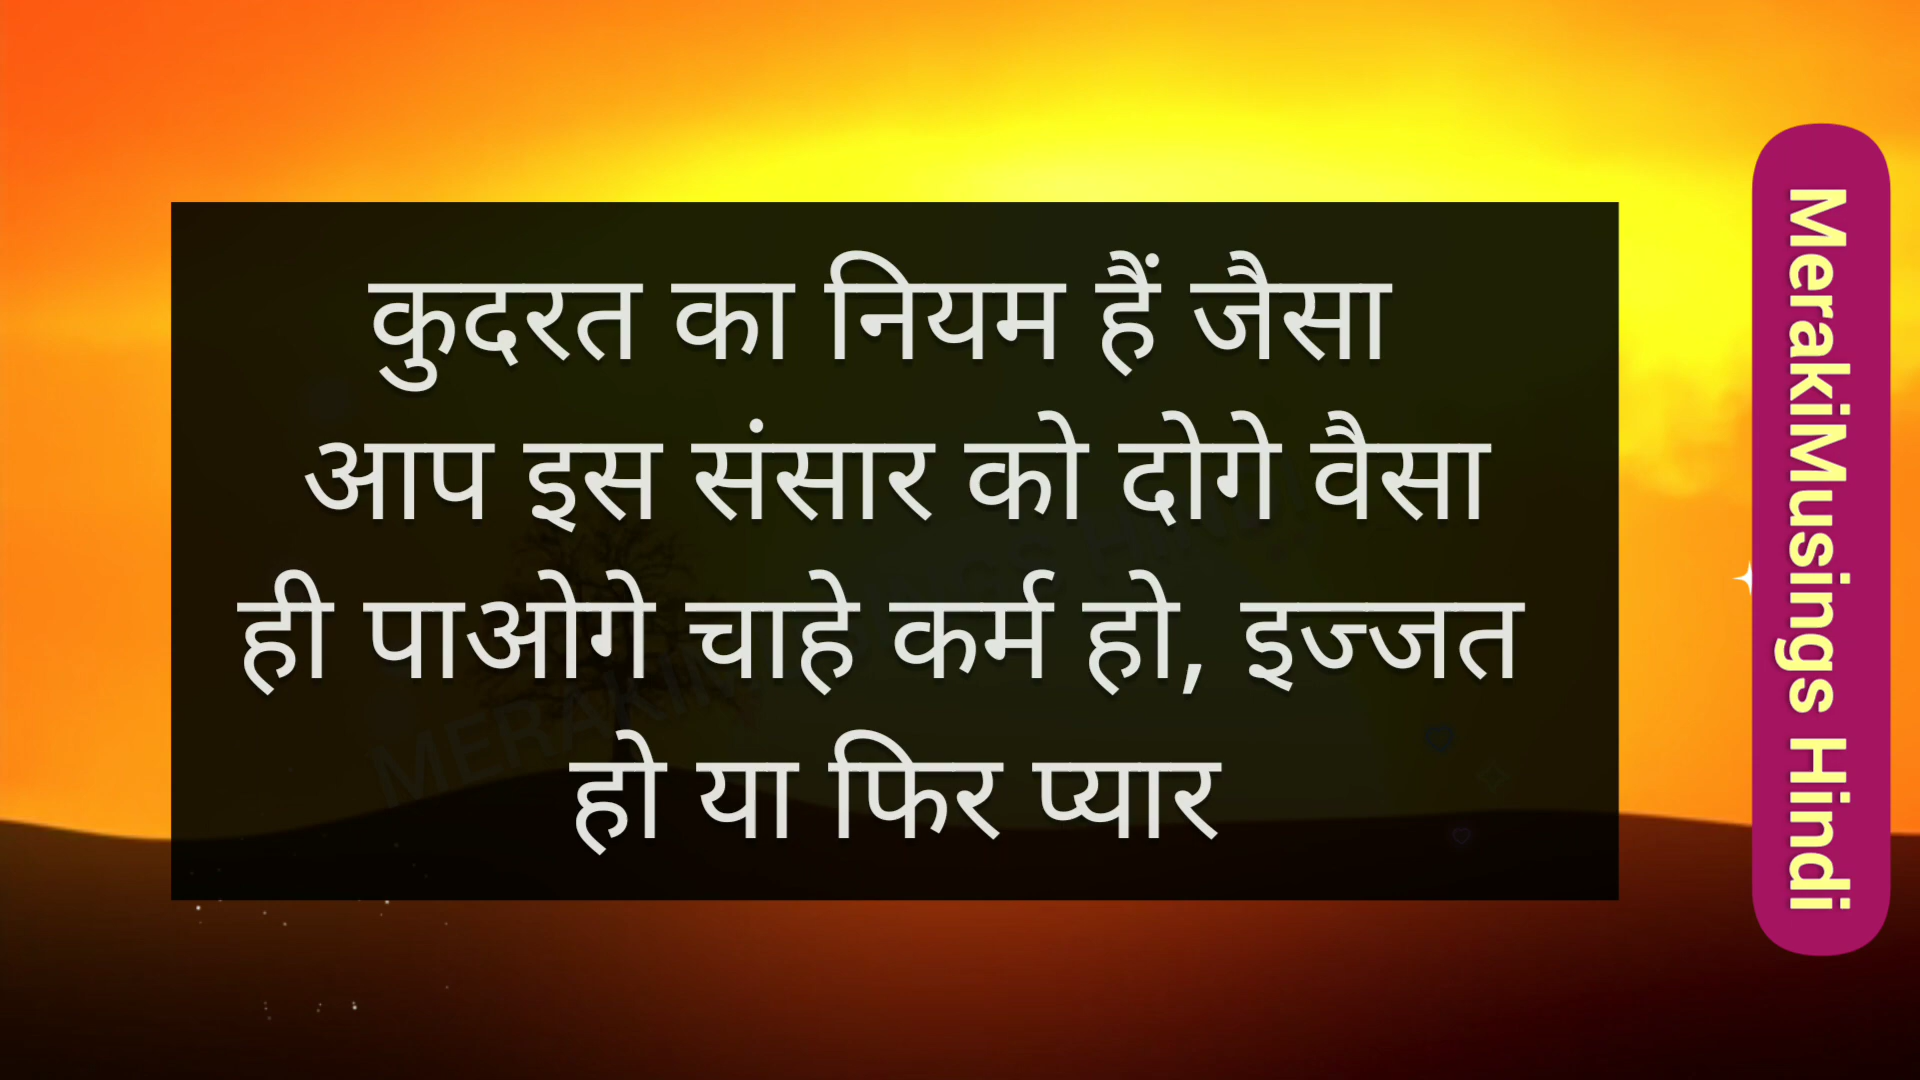 कुदरत का नियम हैं जैसा
आप इस संसार को दोगे वैसा
ही पाओगे चाहे कर्म हो, इज्जत
हो या फिर प्यार
MerakiMusings Hindi